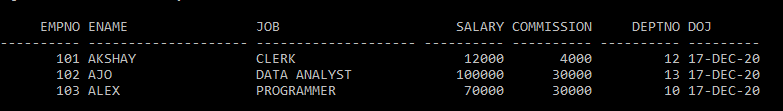 EMPNO ENAME JOB SALARY COMMISSION DEPTNO DOJ
---------- -------------------- -------------------- ---------- ---------- ---------- ---------
101 AKSHAY CLERK 12000 4000 12 17-DEC-20
102 AJO DATA ANALYST 100000 30000 13 17-DEC-20
103 ALEX PROGRAMMER 70000 30000 10 17-DEC-20